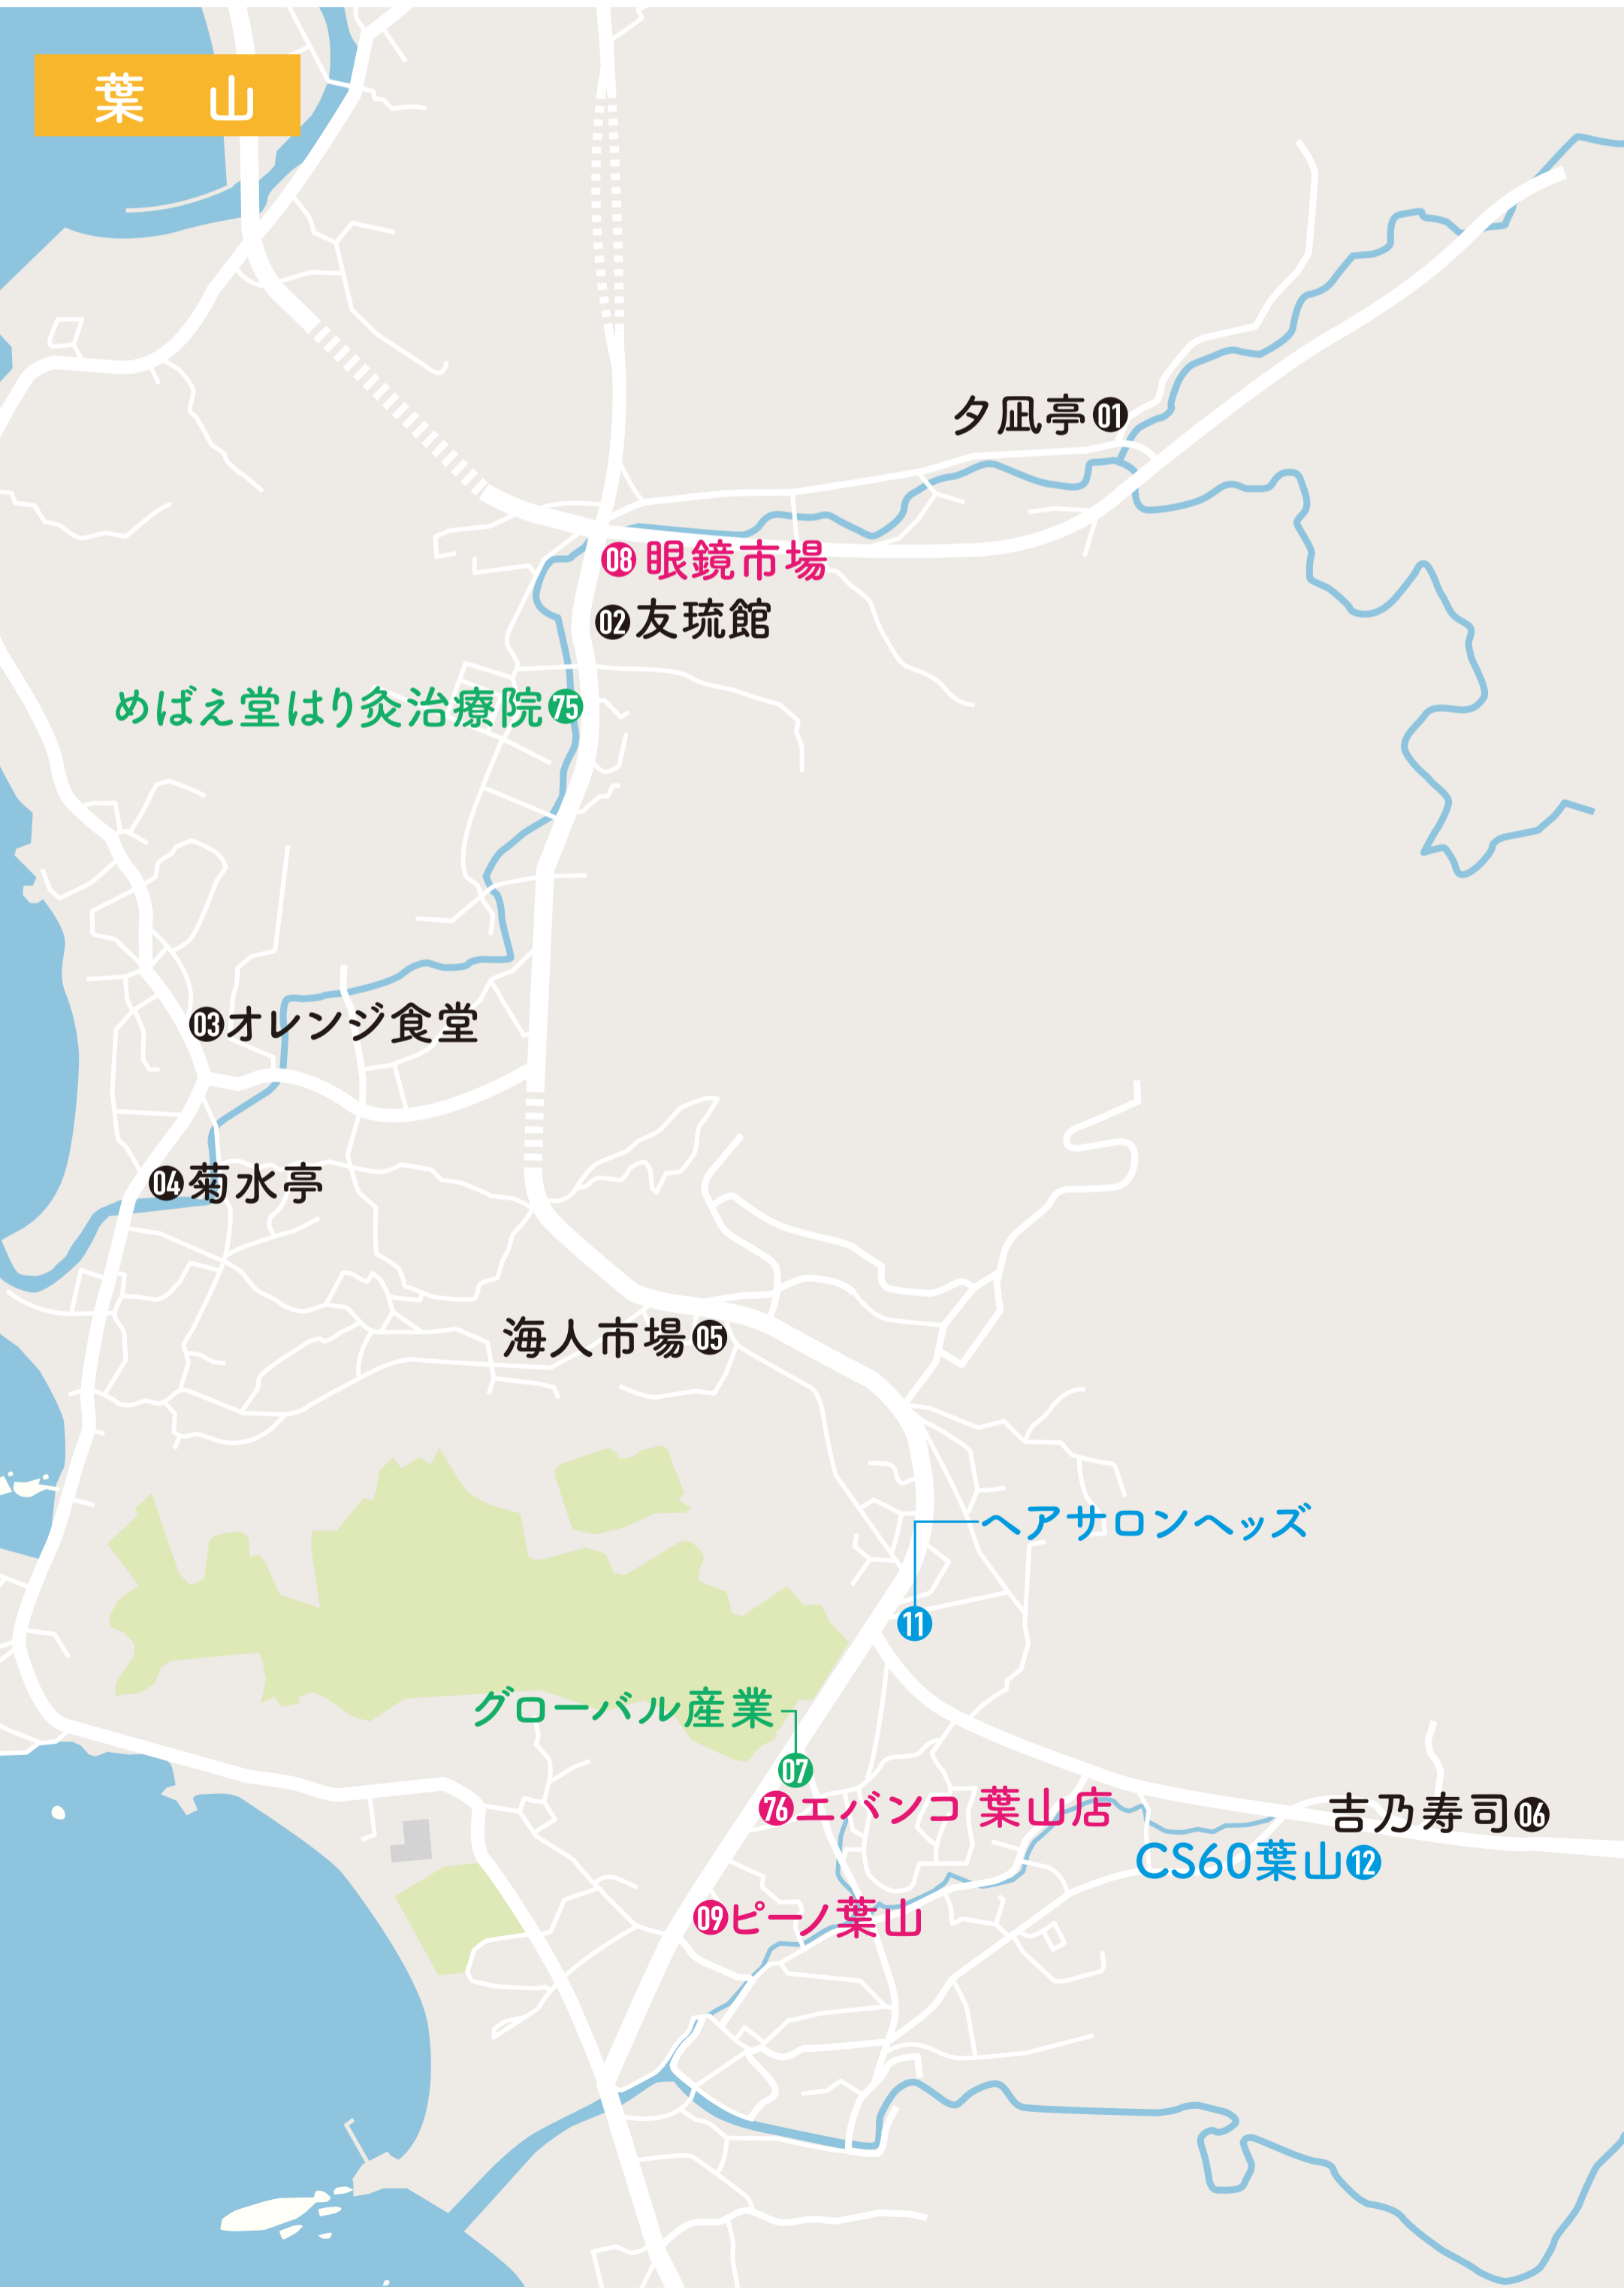 葉 山
夕凪亭01
08眼鏡市場
02友琉館
めばえ堂はり灸治療院75
03オレンジ食堂
04菊水亭
海人市場05
ヘアサロンヘッズ
11
グローバル産業
07
76エバンコ 葉山店
吉乃寿司06
CS60葉山12
09ピーノ葉山